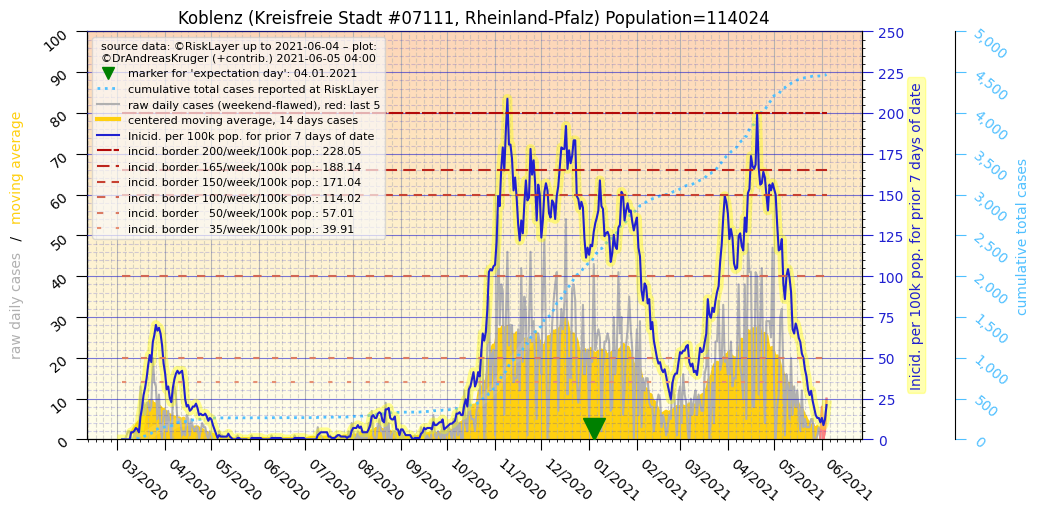 Koblenz (Kreisfreie Stadt #07111, Rheinland-Pfalz) Population=114024
source data: ©RiskLayer up to 2021-06-04 – plot:
©DrAndreasKruger (+contrib.) 2021-06-05 04:00
marker for 'expectation day': 04.01.2021
cumulative total cases reported at RiskLayer
raw daily cases (weekend-flawed), red: last 5
centered moving average, 14 days cases
Inicid. per 100k pop. for prior 7 days of date
incid. border 200/week/100k pop.: 228.05
incid. border 165/week/100k pop.: 188.14
incid. border 150/week/100k pop.: 171.04
incid. border 100/week/100k pop.: 114.02
incid. border   50/week/100k pop.: 57.01
incid. border   35/week/100k pop.: 39.91
raw daily cases / moving average
100
90
80
70
60
50
40
30
20
10
0
03/2020
04/2020
05/2020
06/2020
07/2020
08/2020
09/2020
10/2020
11/2020
12/2020
01/2021
02/2021
03/2021
04/2021
05/2021
06/2021
250
225
200
175
150
125
100
75
50
25
0
Inicid. per 100k pop. for prior 7 days of date
5,000
4,500
4,000
3,500
3,000
2,500
2,000
1,500
1,000
500
0
cumulative total cases